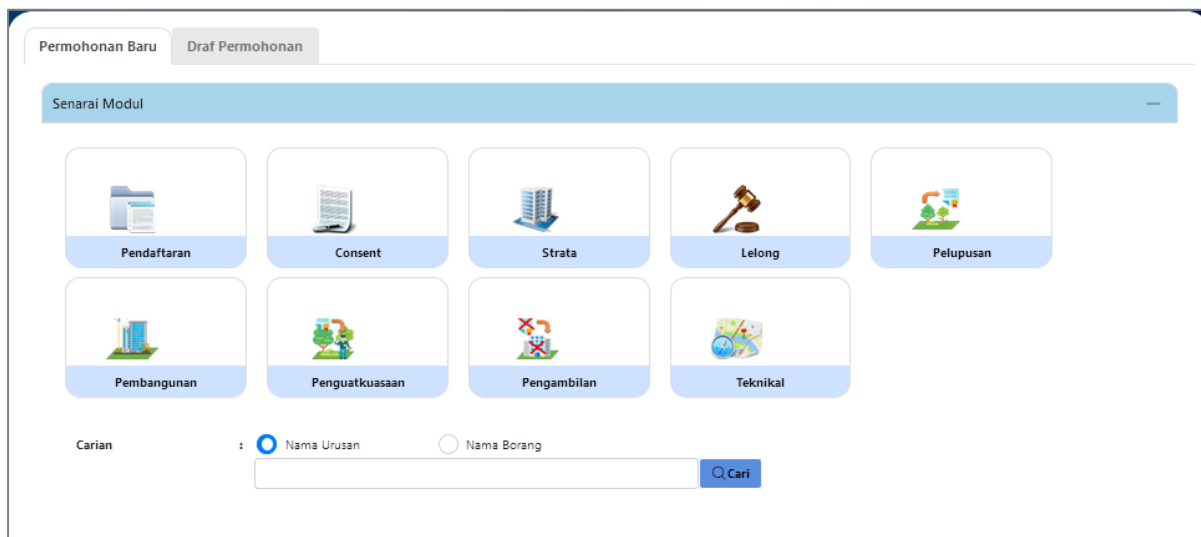 Permohonan Baru Draf Permohonan
Senarai Modul
Pendaftaran Consent Strata Lelong Pelupusan
Pembangunan Penguatkuasaan Pengambilan Teknikal
Carian : Nama Urusan Nama Borang
Cari